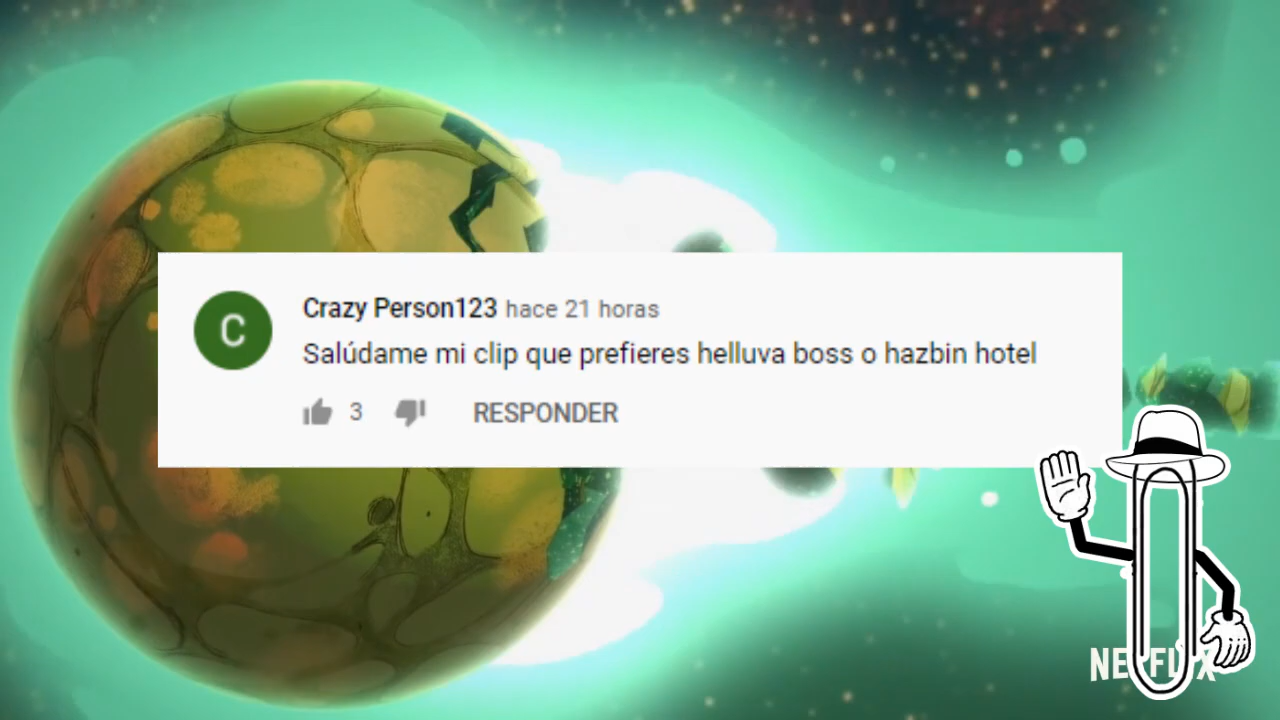 C
Crazy Person123 hace 21 horas
Salúdame mi clip que prefieres helluva boss o hazbin hotel
3 RESPONDER
NETFLIX